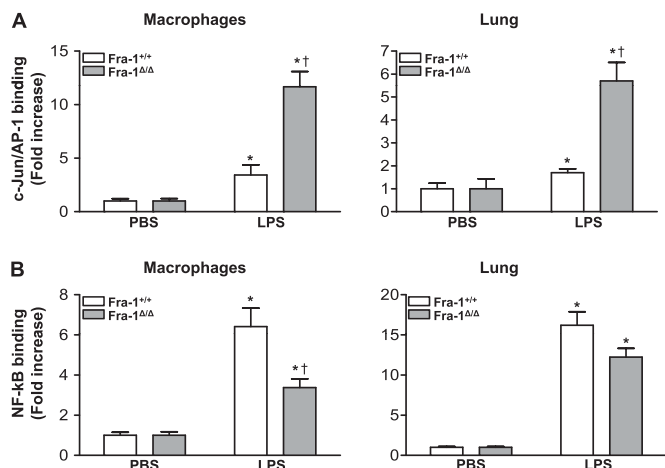 A
Macrophages
Lung
c-Jun/AP-1 binding
(Fold increase)
15
10
5
0
Fra-1+/+
Fra-1Δ/Δ
*
*†
PBS
LPS
7
6
5
4
3
2
1
0
Fra-1+/+
Fra-1Δ/Δ
*
*†
PBS
LPS
B
Macrophages
Lung
NF-kB binding
(Fold increase)
8
6
4
2
0
Fra-1+/+
Fra-1Δ/Δ
*
*†
PBS
LPS
20
15
10
5
0
Fra-1+/+
Fra-1Δ/Δ
*
*
PBS
LPS